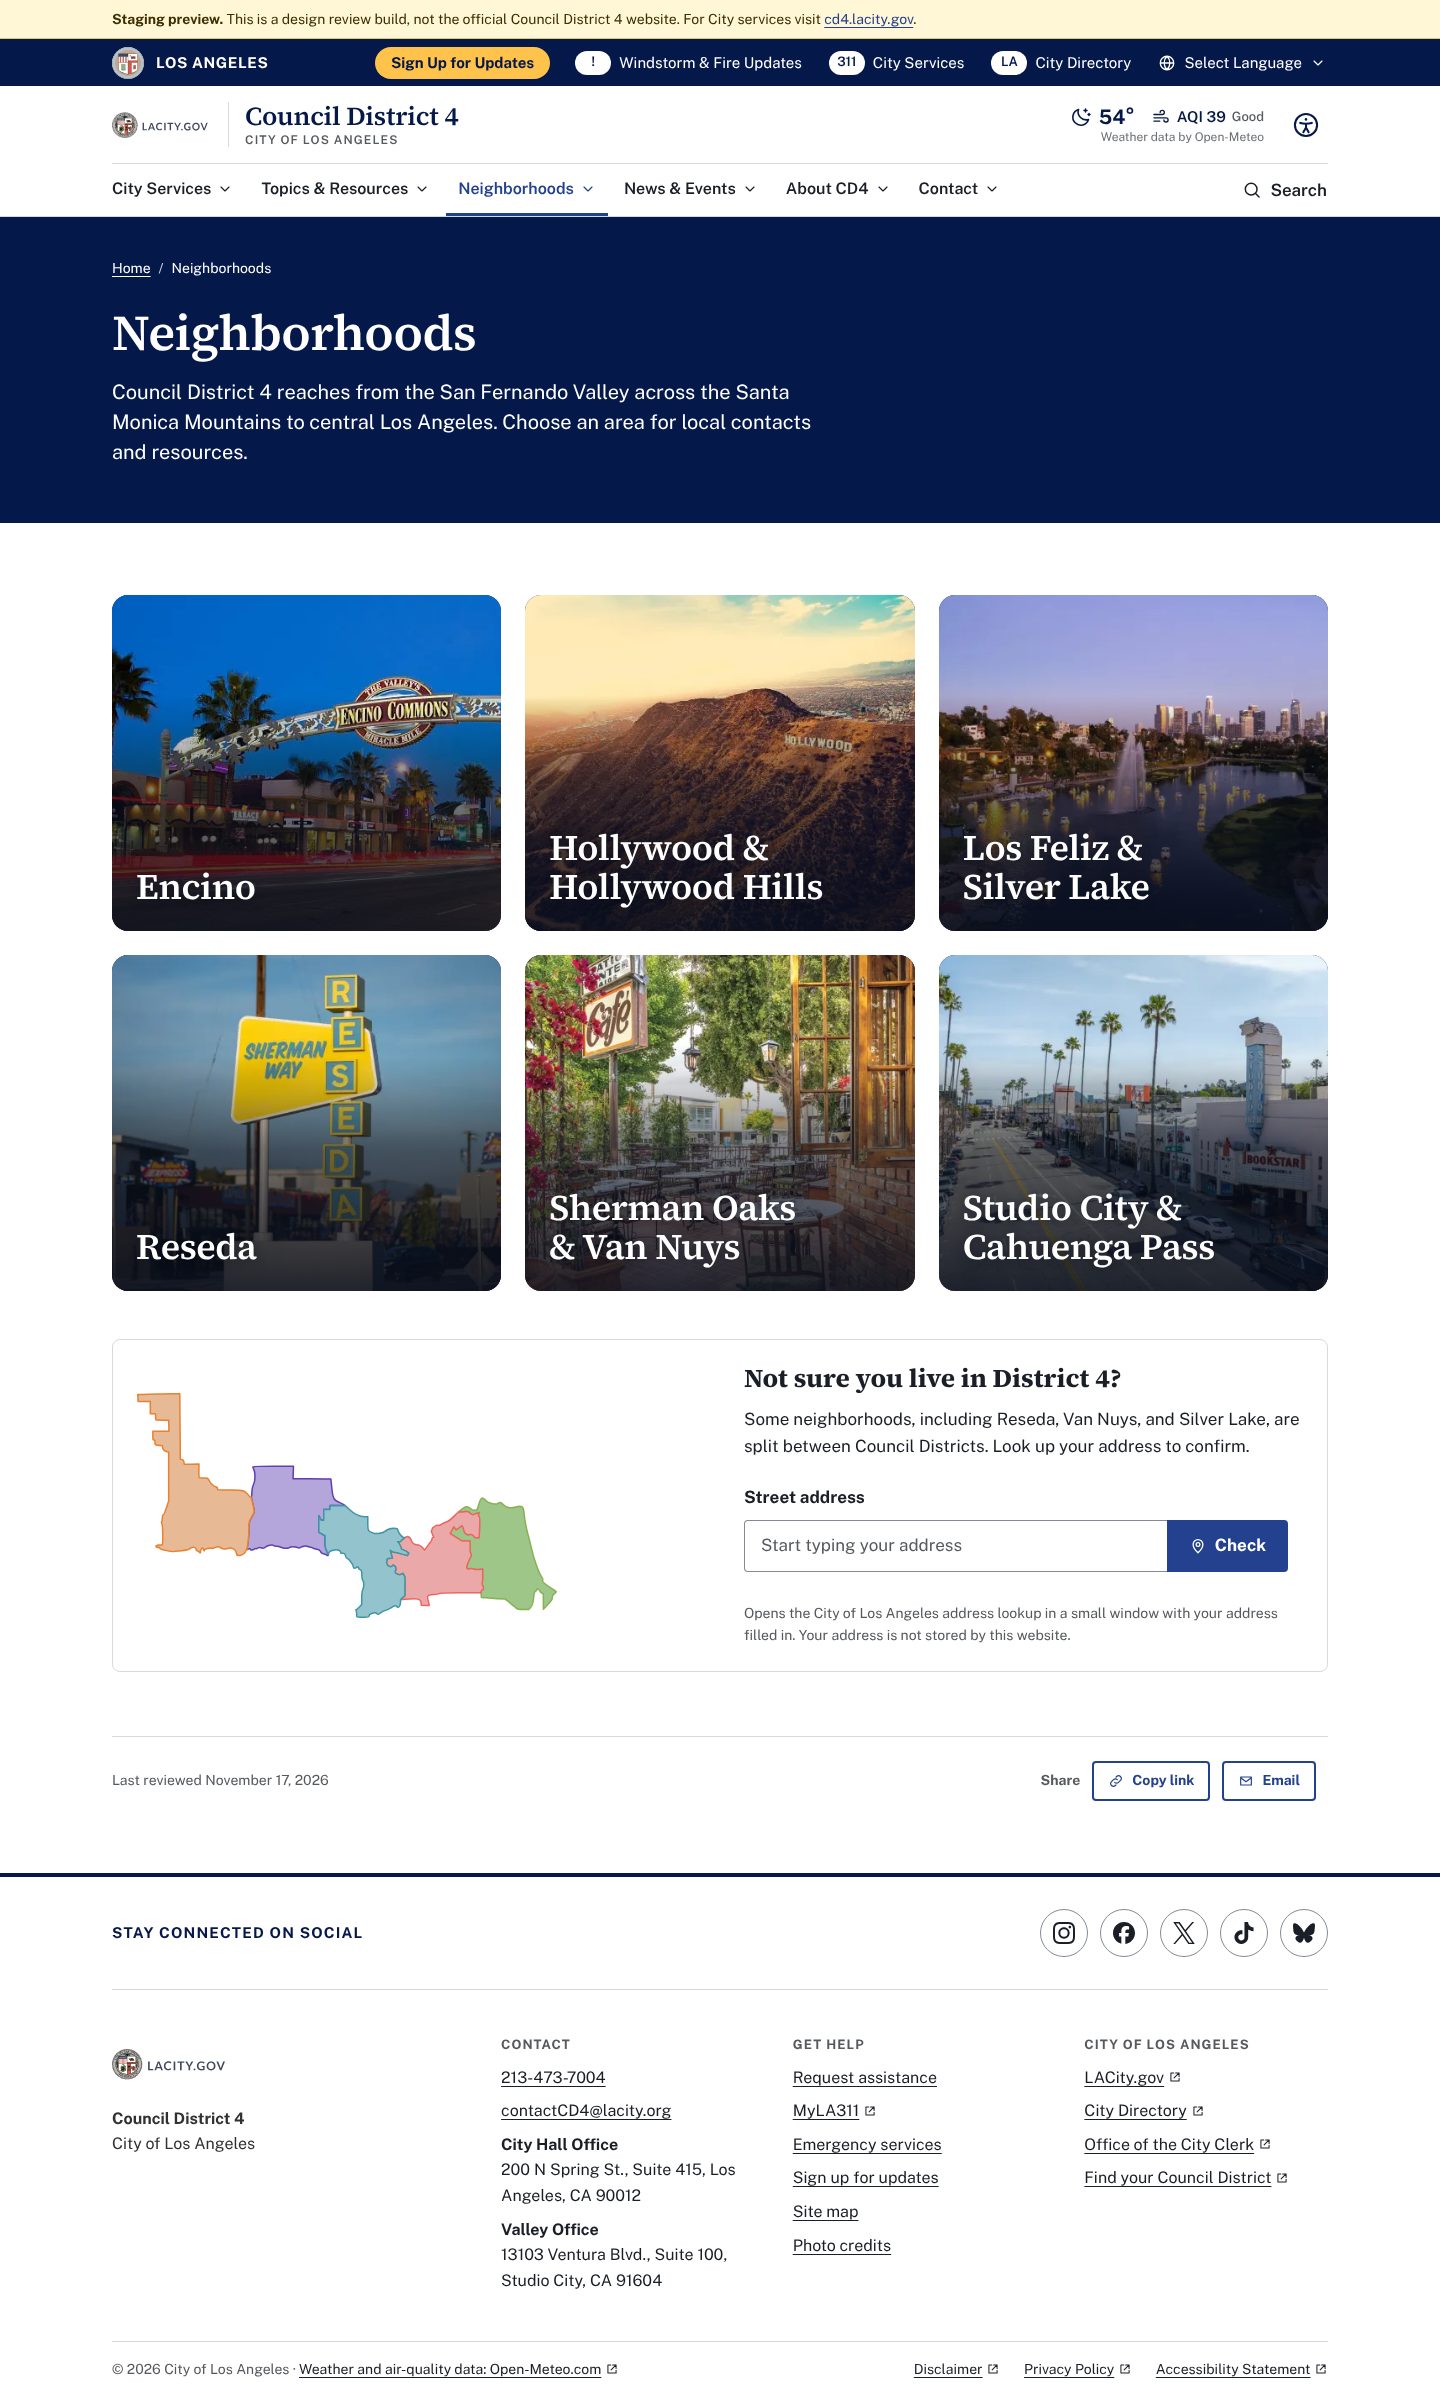 Staging preview. This is a design review build, not the official Council District 4 website. For City services visit cd4.lacity.gov.
LOS ANGELES
Sign Up for Updates
! Windstorm & Fire Updates
311 City Services
LA City Directory
Select Language
LACITY.GOV
Council District 4
CITY OF LOS ANGELES
54°
AQI 39 Good
Weather data by Open-Meteo
City Services
Topics & Resources
Neighborhoods
News & Events
About CD4
Contact
Search
Home / Neighborhoods
Neighborhoods
Council District 4 reaches from the San Fernando Valley across the Santa
Monica Mountains to central Los Angeles. Choose an area for local contacts
and resources.
THE VALLEY'S
ENCINO COMMONS
MIRACLE MILE
Encino
HOLLYWOOD
Hollywood &
Hollywood Hills
Los Feliz &
Silver Lake
SHERMAN
WAY
RESEDA
Reseda
PATIO
Café
Sherman Oaks
& Van Nuys
BOOKSTAR
Studio City &
Cahuenga Pass
Not sure you live in District 4?
Some neighborhoods, including Reseda, Van Nuys, and Silver Lake, are
split between Council Districts. Look up your address to confirm.
Street address
Start typing your address
Check
Opens the City of Los Angeles address lookup in a small window with your address
filled in. Your address is not stored by this website.
Last reviewed November 17, 2026
Share
Copy link
Email
STAY CONNECTED ON SOCIAL
LACITY.GOV
Council District 4
City of Los Angeles
CONTACT
213-473-7004
contactCD4@lacity.org
City Hall Office
200 N Spring St., Suite 415, Los
Angeles, CA 90012
Valley Office
13103 Ventura Blvd., Suite 100,
Studio City, CA 91604
GET HELP
Request assistance
MyLA311
Emergency services
Sign up for updates
Site map
Photo credits
CITY OF LOS ANGELES
LACity.gov
City Directory
Office of the City Clerk
Find your Council District
© 2026 City of Los Angeles · Weather and air-quality data: Open-Meteo.com
Disclaimer
Privacy Policy
Accessibility Statement